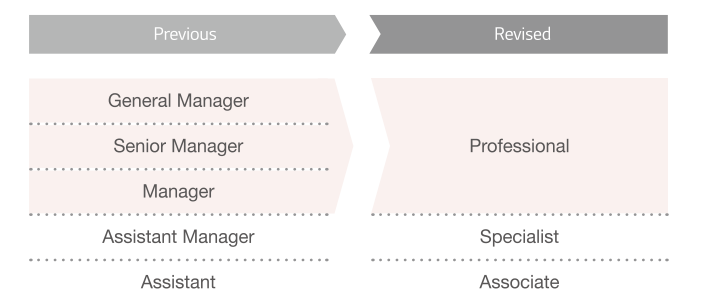 Previous
Revised
General Manager
Senior Manager
Professional
Manager
Assistant Manager
Specialist
Assistant
Associate